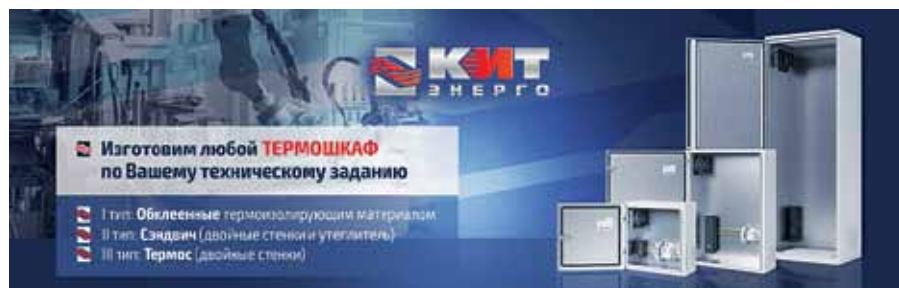 КИТ
ЭНЕРГО
Изготовим любой ТЕРМОШКАФ
по Вашему техническому заданию
I тип: Обклеенные термоизолирующим материалом
II тип: Сэндвич (двойные стенки и утеплитель)
III тип: Термос (двойные стенки)